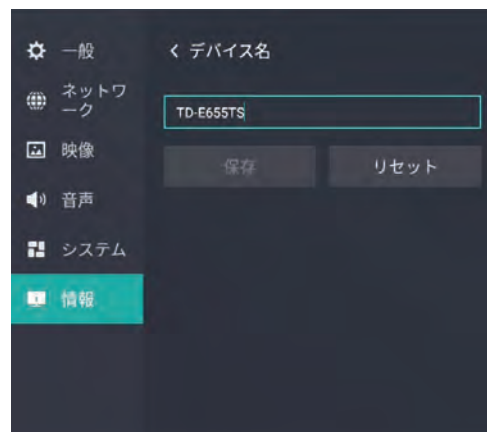 一般
ネットワ
ーク
映像
音声
システム
情報
< デバイス名
TD-E655TS
保存
リセット